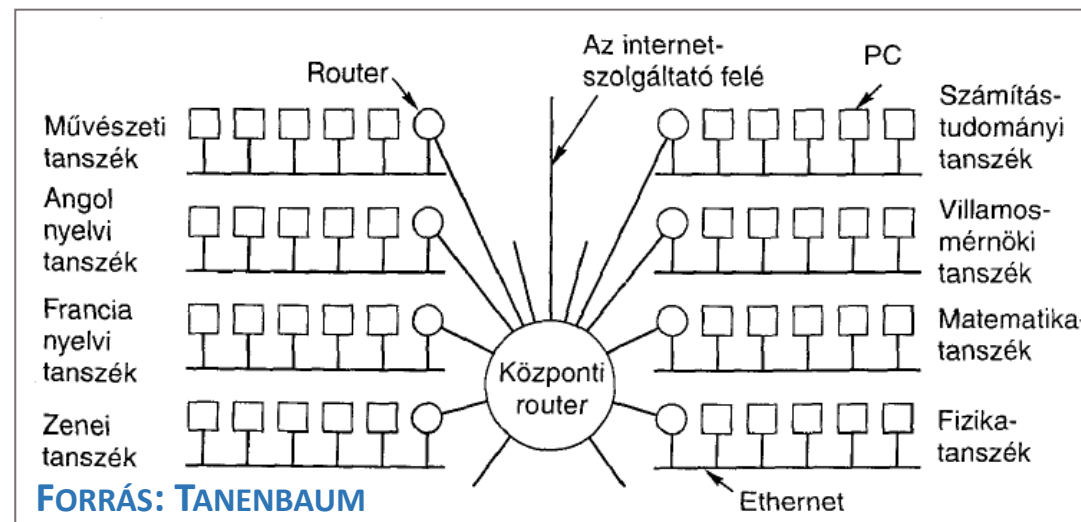 Router
Az internet-
szolgáltató felé
PC
Művészeti
tanszék
Angol
nyelvi
tanszék
Francia
nyelvi
tanszék
Zenei
tanszék
Központi
router
Számítás-
tudományi
tanszék
Villamos-
mérnöki
tanszék
Matematika-
tanszék
Fizika-
tanszék
Ethernet
FORRÁS: TANENBAUM